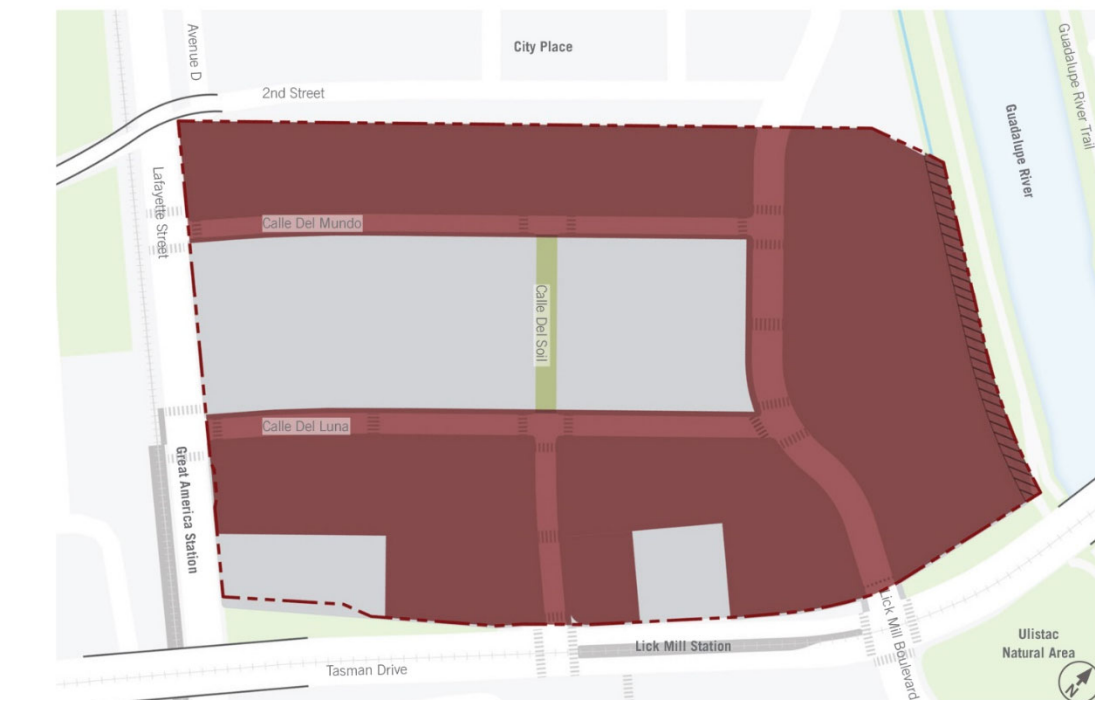 Avenue D
City Place
2nd Street
Guadalupe River Trail
Guadalupe River
Lafayette Street
Calle Del Mundo
Calle Del Soil
Calle Del Luna
Great America Station
Lick Mill Station
Tasman Drive
Lick Mill Boulevard
Ulistac
Natural Area
N